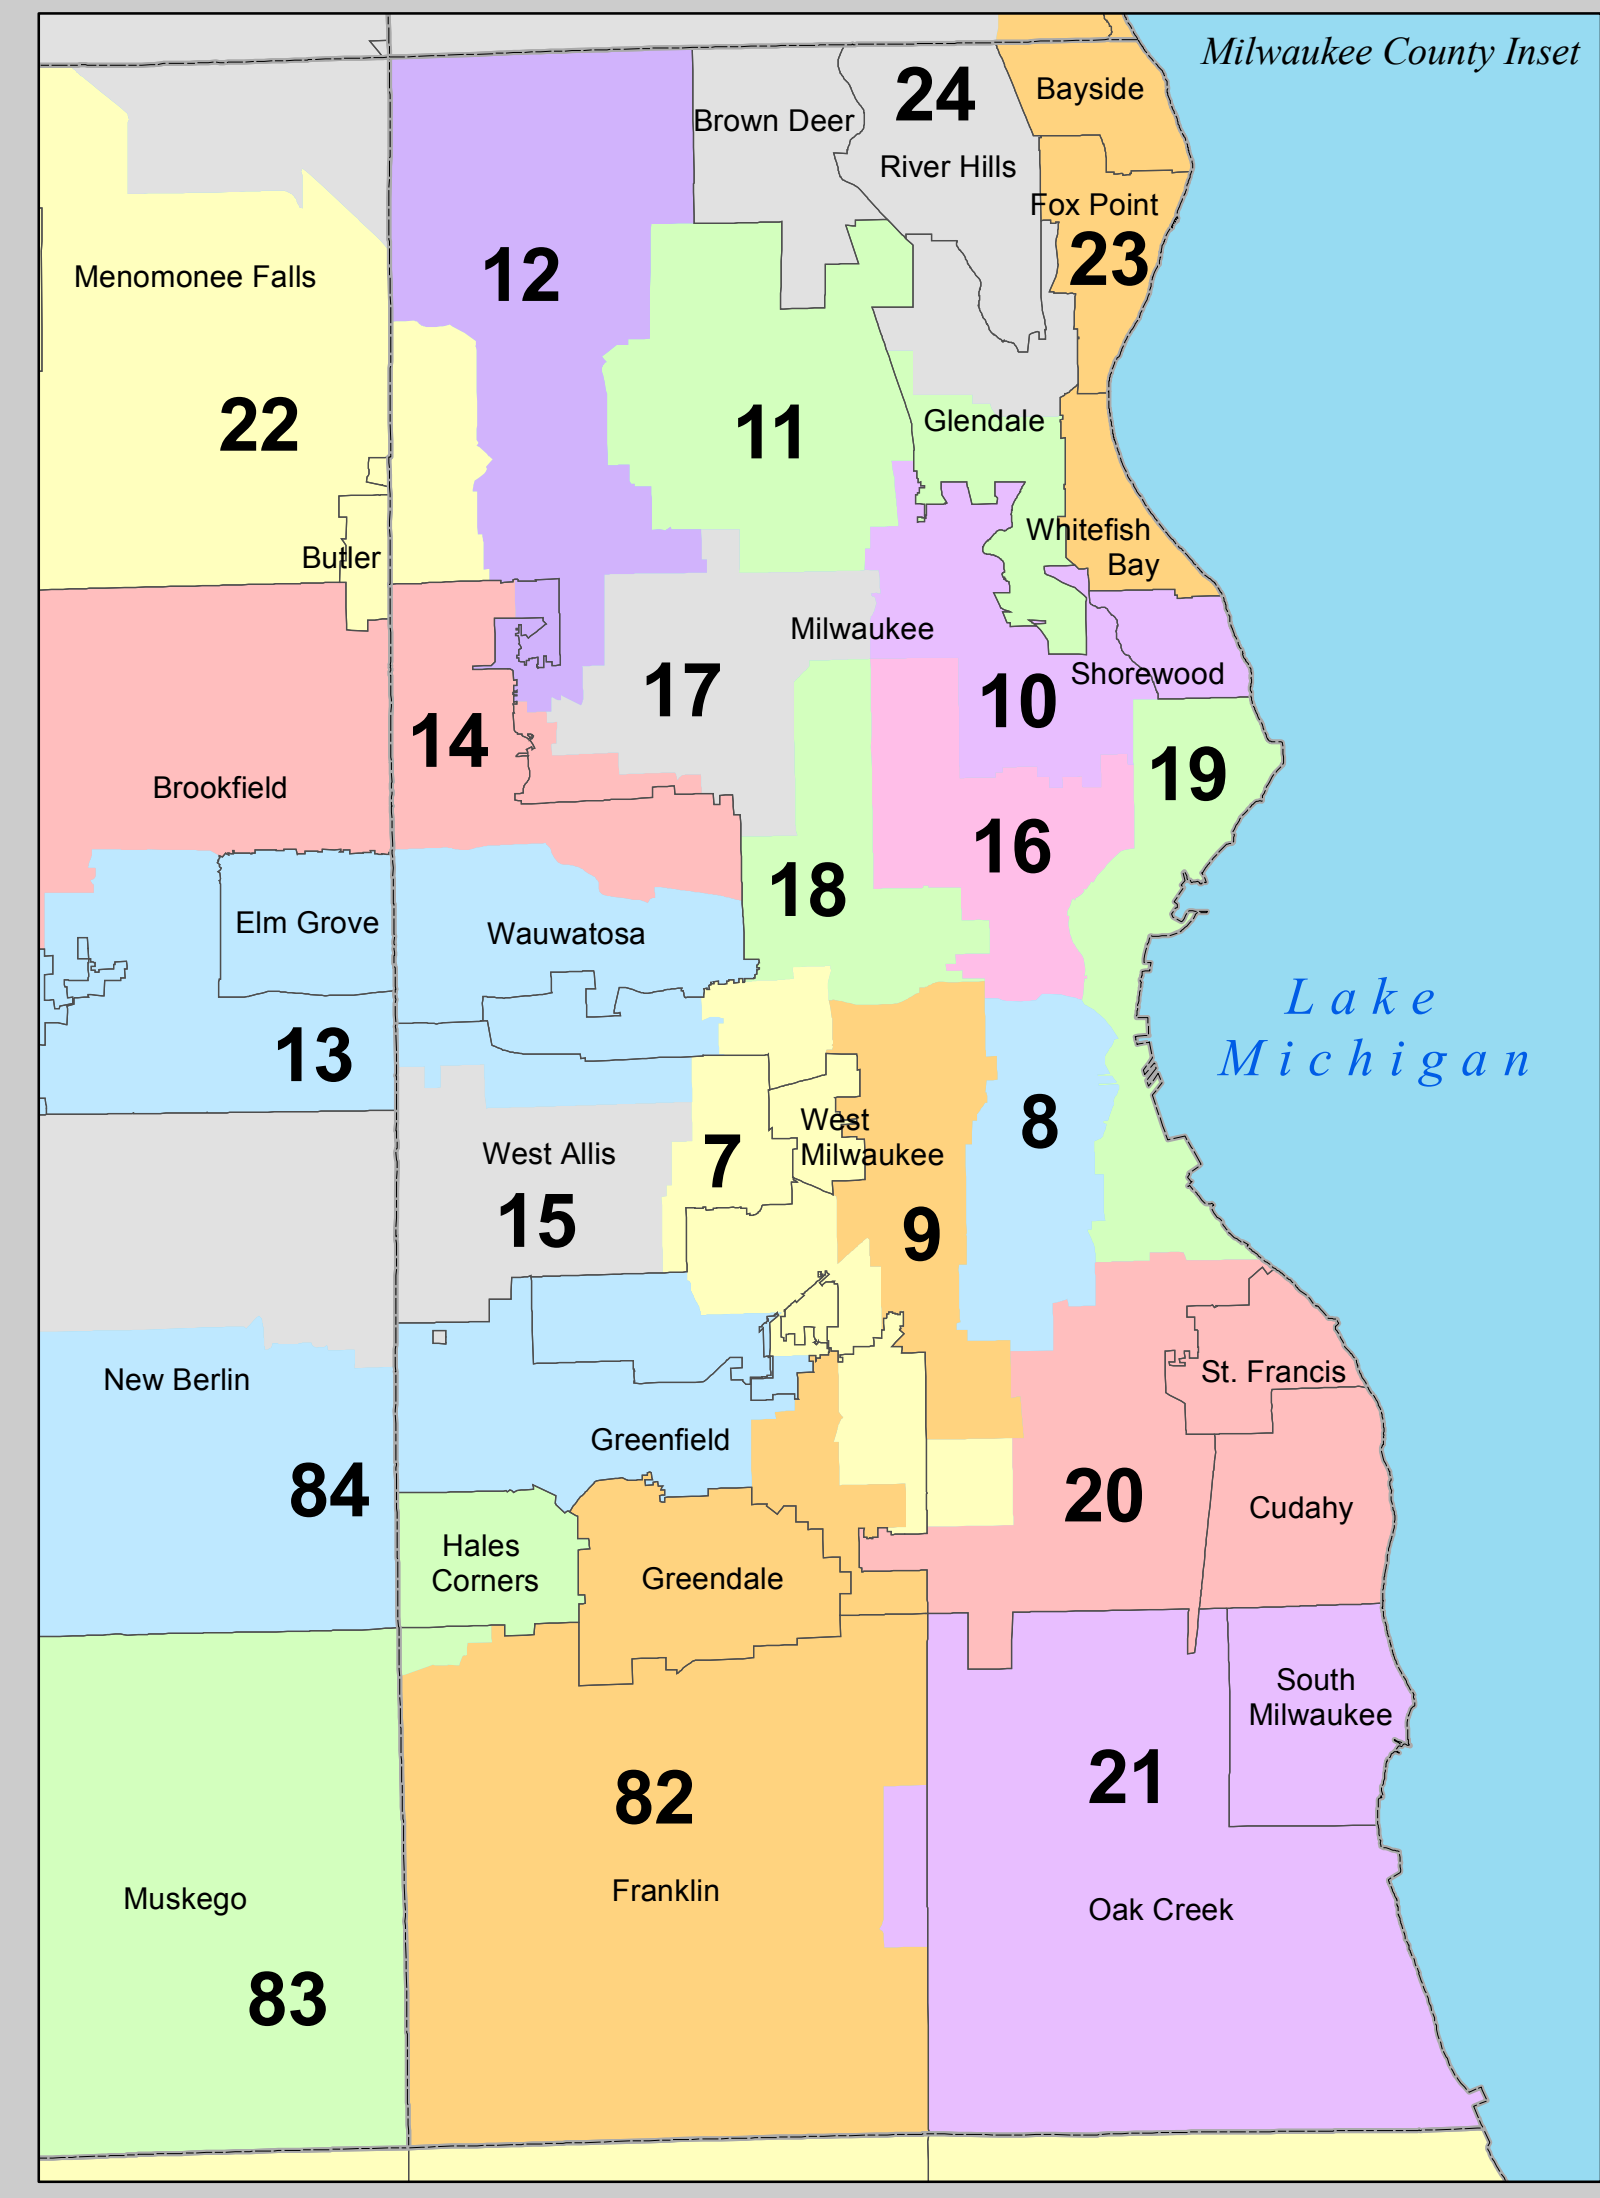 Milwaukee County Inset
24
Bayside
Brown Deer
River Hills
Fox Point
23
12
Menomonee Falls
22
11
Glendale
Whitefish
Bay
Butler
Milwaukee
17
10
Shorewood
14
19
Brookfield
16
18
Elm Grove
Wauwatosa
Lake
Michigan
13
8
West
Milwaukee
West Allis
7
15
9
New Berlin
St. Francis
Greenfield
84
20
Cudahy
Hales
Corners
Greendale
South
Milwaukee
21
82
Franklin
Muskego
Oak Creek
83